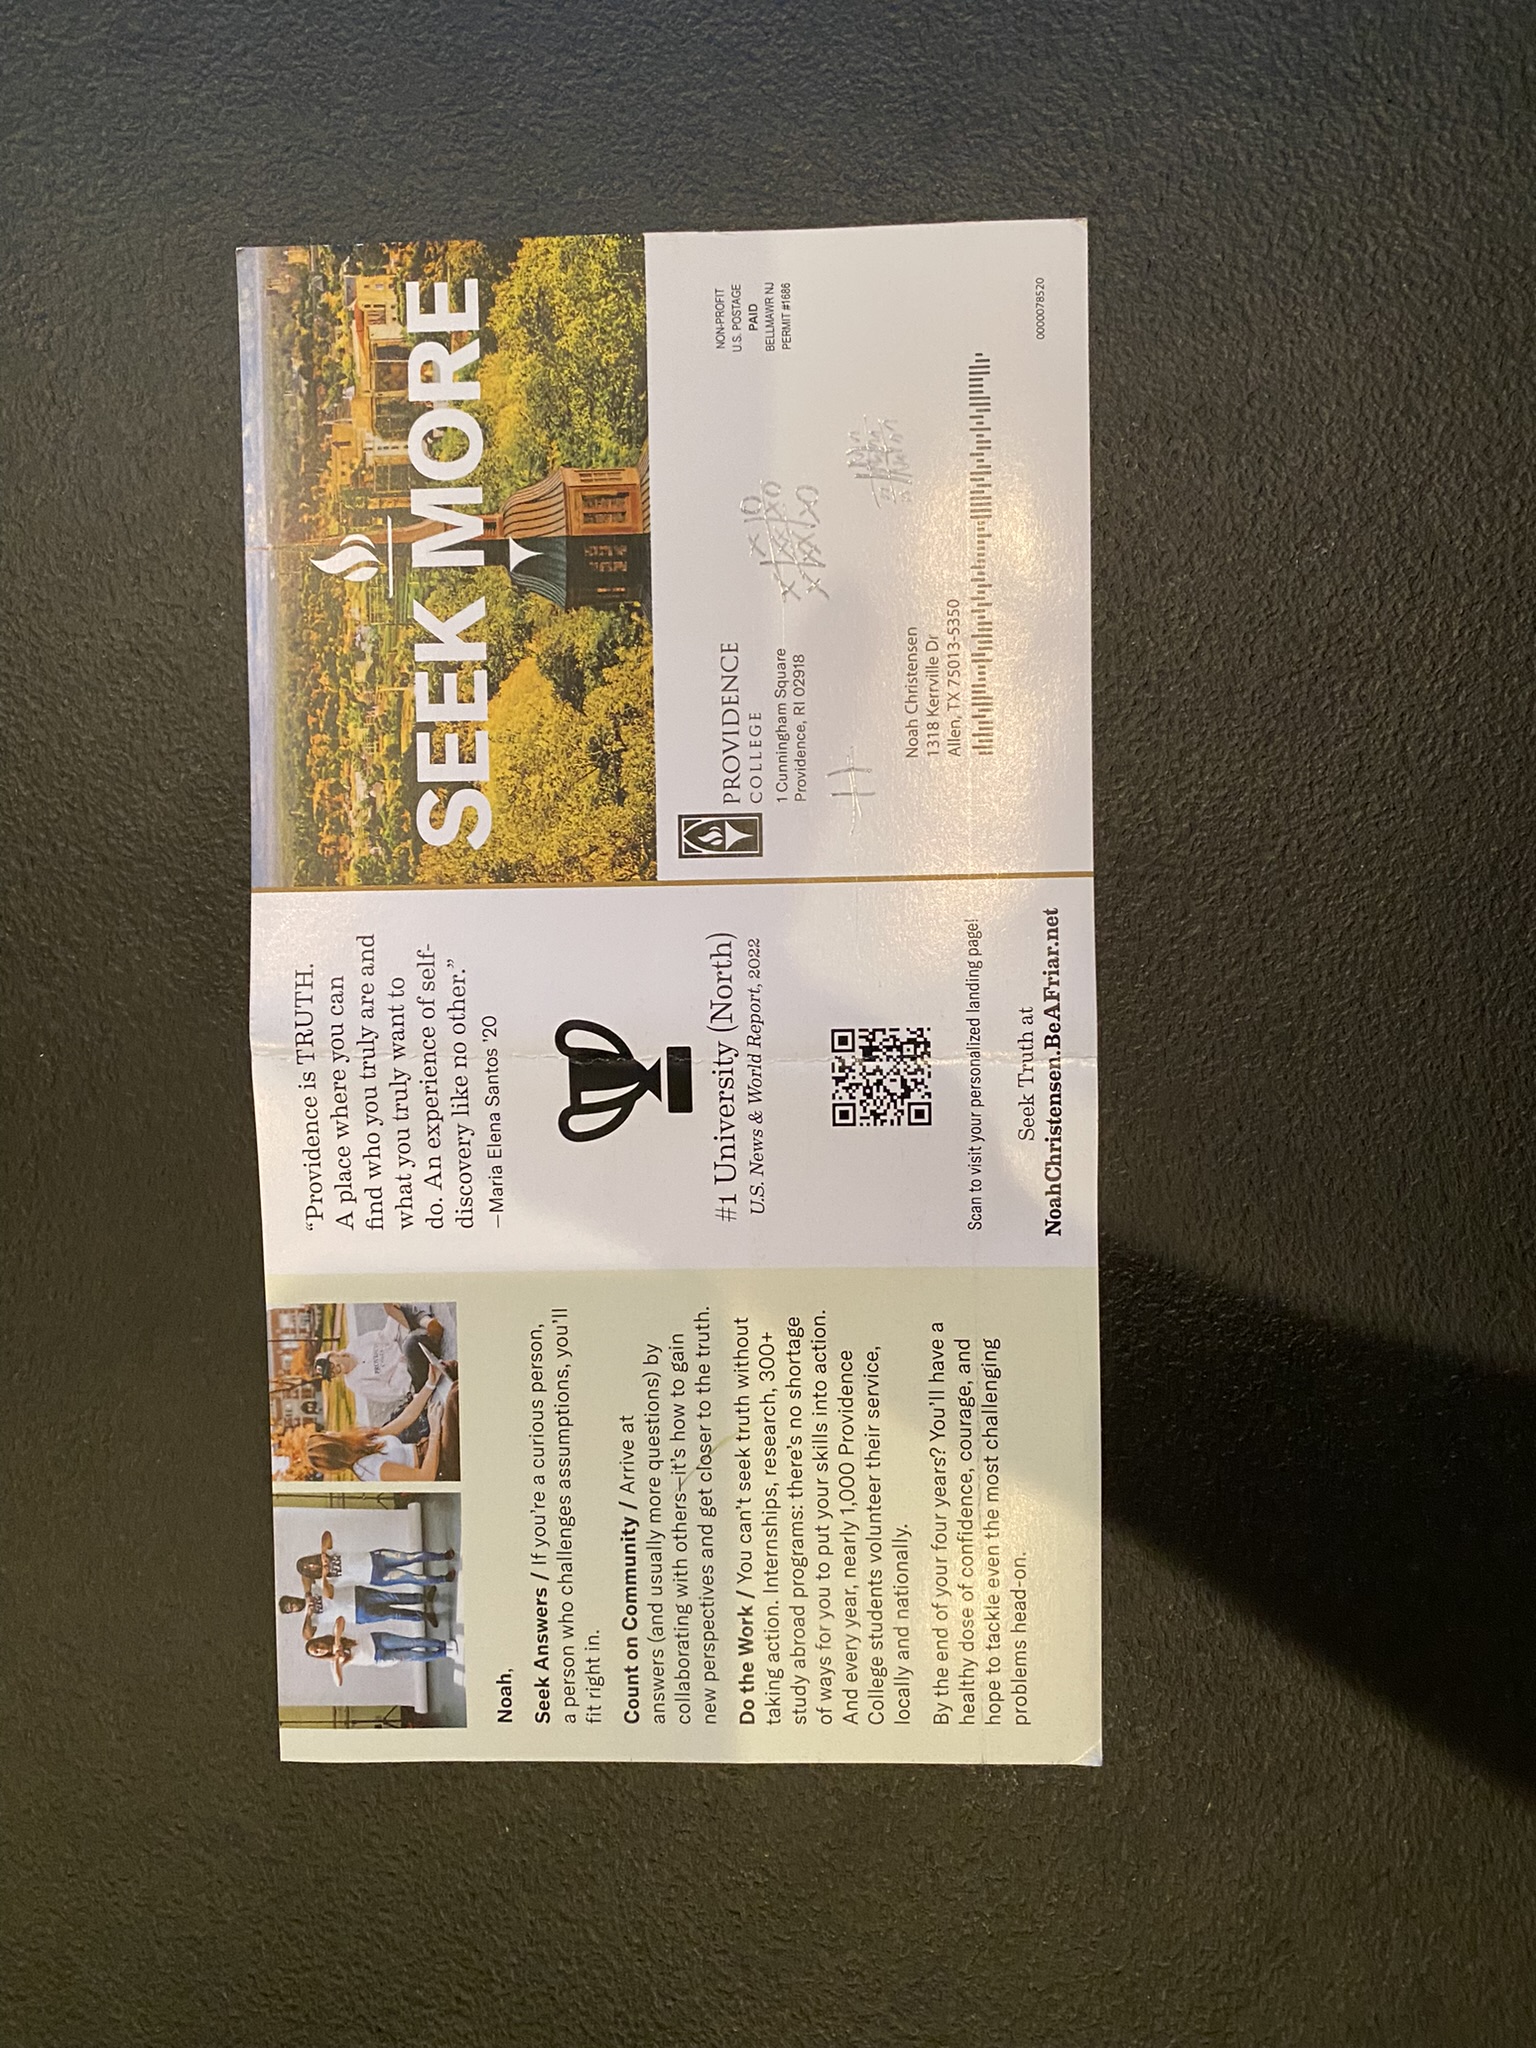 Noah,
Seek Answers / If you're a curious person,
a person who challenges assumptions, you'll
fit right in.
Count on Community / Arrive at
answers (and usually more questions) by
collaborating with others—it's how to gain
new perspectives and get closer to the truth.
Do the Work / You can't seek truth without
taking action. Internships, research, 300+
study abroad programs: there's no shortage
of ways for you to put your skills into action.
And every year, nearly 1,000 Providence
College students volunteer their service,
locally and nationally.
By the end of your four years? You'll have a
healthy dose of confidence, courage, and
hope to tackle even the most challenging
problems head-on.
“Providence is TRUTH.
A place where you can
find who you truly are and
what you truly want to
do. An experience of self-
discovery like no other.”
—Maria Elena Santos '20
#1 University (North)
U.S. News & World Report, 2022
Scan to visit your personalized landing page!
Seek Truth at
NoahChristensen.BeAFriar.net
SEEK MORE
PROVIDENCE
COLLEGE
1 Cunningham Square
Providence, RI 02918
NON-PROFIT
U.S. POSTAGE
PAID
BELLMAWR NJ
PERMIT #1686
Noah Christensen
1318 Kerrville Dr
Allen, TX 75013-5350
0000078520